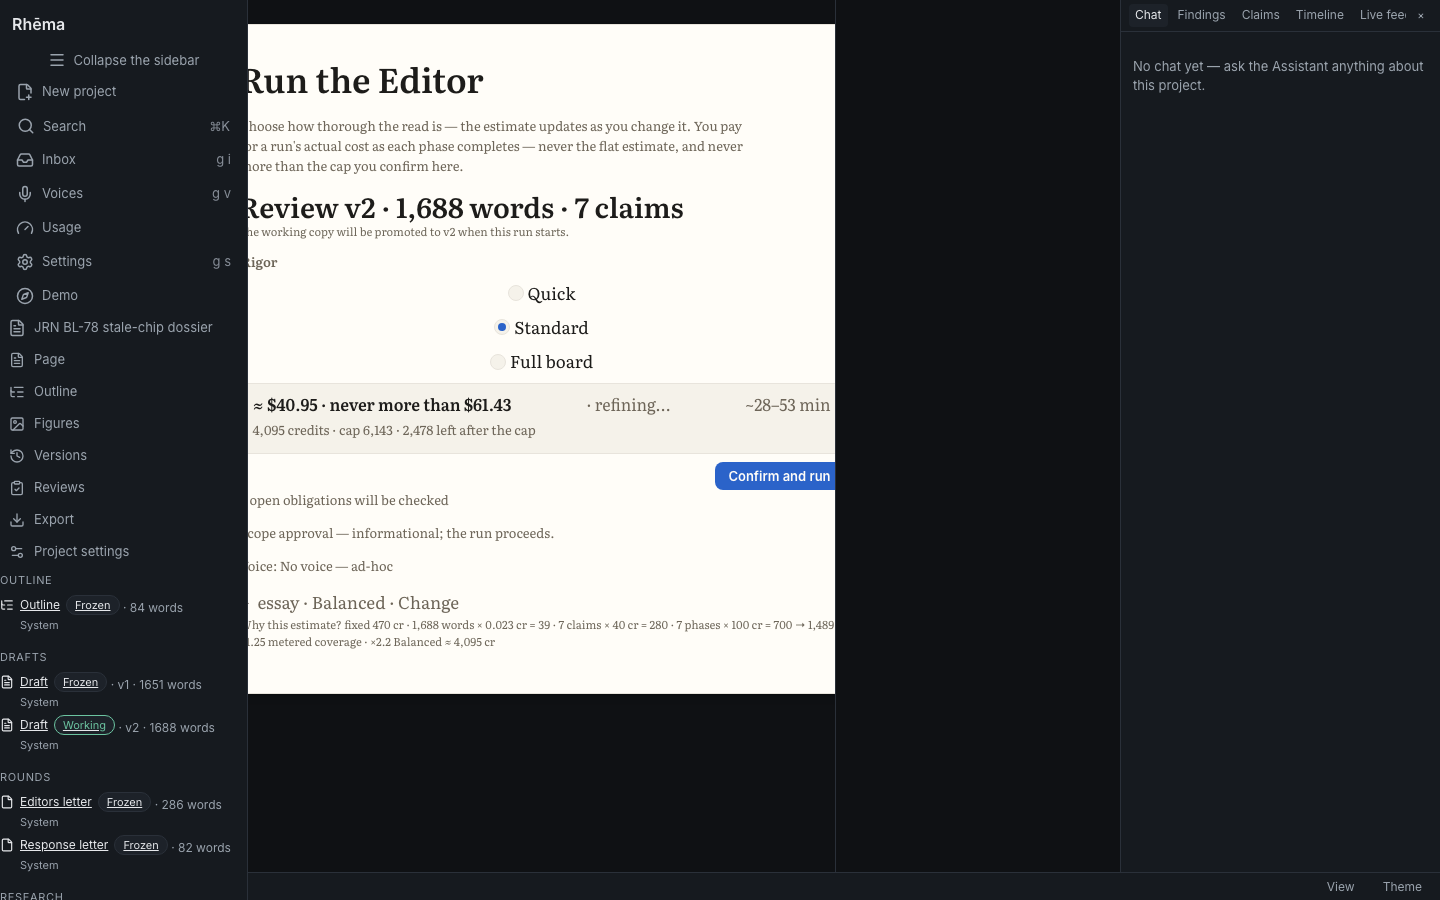 Rhēma
Collapse the sidebar
New project
Search ⌘K
Inbox g i
Voices g v
Usage
Settings g s
Demo
JRN BL-78 stale-chip dossier
Page
Outline
Figures
Versions
Reviews
Export
Project settings
OUTLINE
Outline Frozen · 84 words
System
DRAFTS
Draft Frozen · v1 · 1651 words
System
Draft Working · v2 · 1688 words
System
ROUNDS
Editors letter Frozen · 286 words
System
Response letter Frozen · 82 words
System
RESEARCH
Run the Editor
hoose how thorough the read is — the estimate updates as you change it. You pay
or a run's actual cost as each phase completes — never the flat estimate, and never
more than the cap you confirm here.
Review v2 · 1,688 words · 7 claims
he working copy will be promoted to v2 when this run starts.
Rigor
Quick
Standard
Full board
≈ $40.95 · never more than $61.43 · refining… ~28–53 min
4,095 credits · cap 6,143 · 2,478 left after the cap
Confirm and run
open obligations will be checked
cope approval — informational; the run proceeds.
oice: No voice — ad-hoc
essay · Balanced · Change
Why this estimate? fixed 470 cr · 1,688 words × 0.023 cr = 39 · 7 claims × 40 cr = 280 · 7 phases × 100 cr = 700 → 1,489
1.25 metered coverage · ×2.2 Balanced ≈ 4,095 cr
Chat Findings Claims Timeline Live fee ×
No chat yet — ask the Assistant anything about
this project.
View Theme